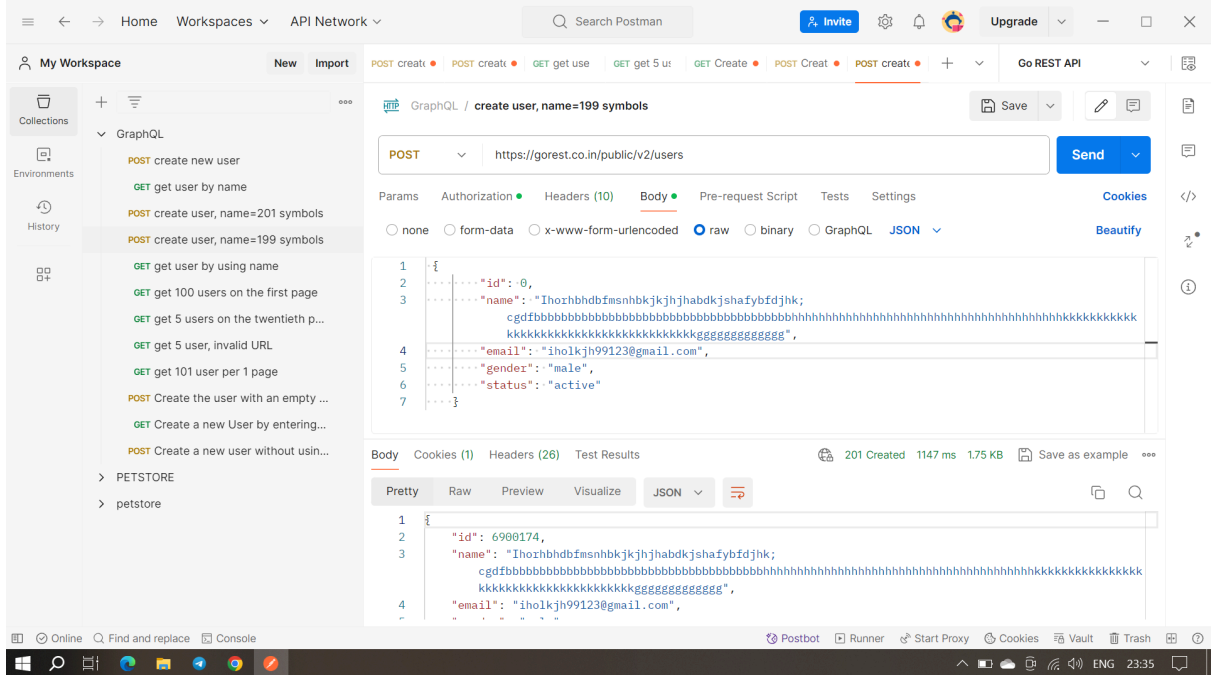 Home Workspaces API Network Search Postman Invite Upgrade
My Workspace New Import POST create POST create GET get use GET get 5 us GET Create POST Creat POST create Go REST API
Collections
Environments
History
GraphQL
POST create new user
GET get user by name
POST create user, name=201 symbols
POST create user, name=199 symbols
GET get user by using name
GET get 100 users on the first page
GET get 5 users on the twentieth p...
GET get 5 user, invalid URL
GET get 101 user per 1 page
POST Create the user with an empty ...
GET Create a new User by entering...
POST Create a new user without usin...
PETSTORE
petstore
HTTP GraphQL / create user, name=199 symbols Save
POST https://gorest.co.in/public/v2/users Send
Params Authorization Headers (10) Body Pre-request Script Tests Settings Cookies
none form-data x-www-form-urlencoded raw binary GraphQL JSON Beautify
1 {
2 "id": 0,
3 "name": "Ihorhbhdbfmsnhbkjkjhjhabdkjshafybfdjhk;
4 "email": "iholkjh99123@gmail.com",
5 "gender": "male",
6 "status": "active"
7 }
Body Cookies (1) Headers (26) Test Results 201 Created 1147 ms 1.75 KB Save as example
Pretty Raw Preview Visualize JSON
1 {
2 "id": 6900174,
3 "name": "Ihorhbhdbfmsnhbkjkjhjhabdkjshafybfdjhk;
4 "email": "iholkjh99123@gmail.com",
Online Find and replace Console Postbot Runner Start Proxy Cookies Vault Trash
ENG 23:35